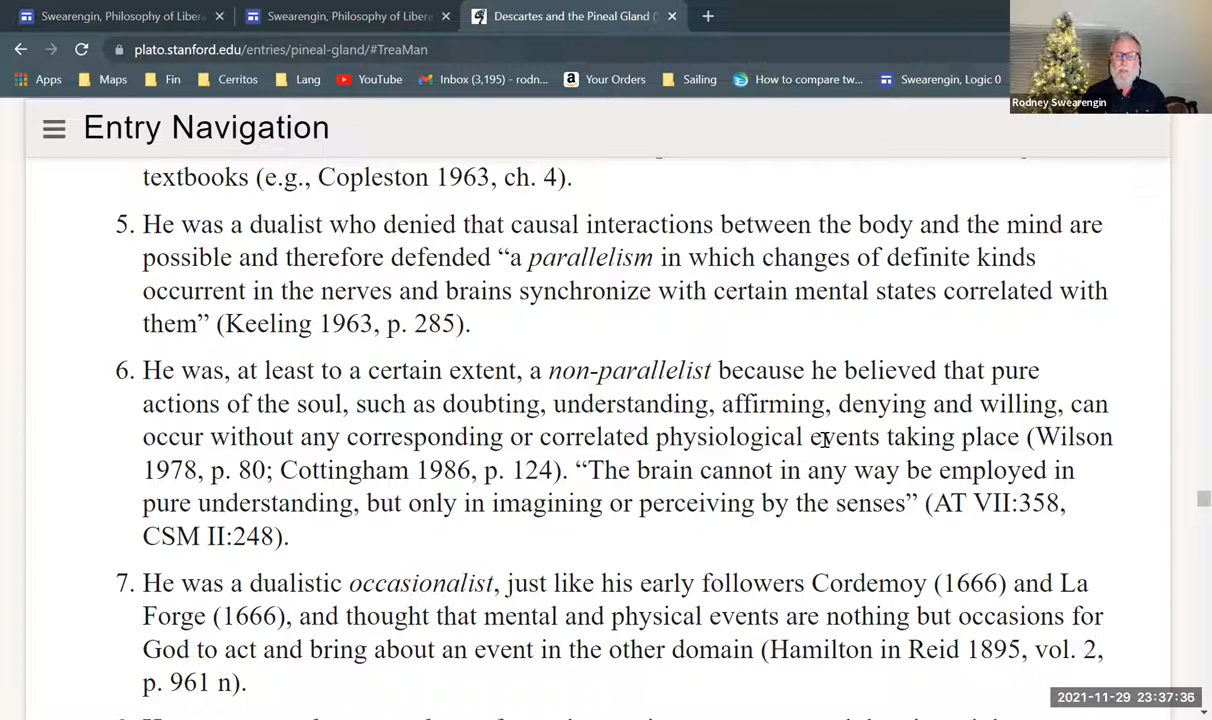 Swearengin, Philosophy of Libera
Swearengin, Philosophy of Libera
Descartes and the Pineal Gland (
plato.stanford.edu/entries/pineal-gland/#TreaMan
Apps
Maps
Fin
Cerritos
Lang
YouTube
Inbox (3,195) - rodn...
Your Orders
Sailing
How to compare tw...
Swearengin, Logic 0
Rodney Swearengin
Entry Navigation
textbooks (e.g., Copleston 1963, ch. 4).
5. He was a dualist who denied that causal interactions between the body and the mind are
possible and therefore defended “a parallelism in which changes of definite kinds
occurrent in the nerves and brains synchronize with certain mental states correlated with
them” (Keeling 1963, p. 285).
6. He was, at least to a certain extent, a non-parallelist because he believed that pure
actions of the soul, such as doubting, understanding, affirming, denying and willing, can
occur without any corresponding or correlated physiological events taking place (Wilson
1978, p. 80; Cottingham 1986, p. 124). “The brain cannot in any way be employed in
pure understanding, but only in imagining or perceiving by the senses” (AT VII:358,
CSM II:248).
7. He was a dualistic occasionalist, just like his early followers Cordemoy (1666) and La
Forge (1666), and thought that mental and physical events are nothing but occasions for
God to act and bring about an event in the other domain (Hamilton in Reid 1895, vol. 2,
p. 961 n).
2021-11-29 23:37:36